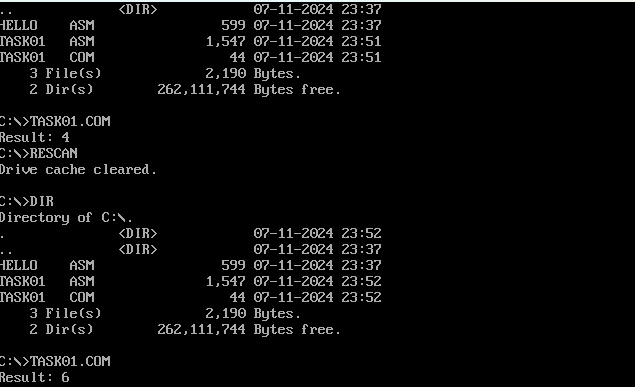 ..              <DIR>            07-11-2024 23:37
HELLO    ASM                599 07-11-2024 23:37
TASK01   ASM              1,547 07-11-2024 23:51
TASK01   COM                 44 07-11-2024 23:51
    3 File(s)             2,190 Bytes.
    2 Dir(s)        262,111,744 Bytes free.

C:\>TASK01.COM
Result: 4
C:\>RESCAN
Drive cache cleared.

C:\>DIR
Directory of C:\.
.               <DIR>            07-11-2024 23:52
..              <DIR>            07-11-2024 23:37
HELLO    ASM                599 07-11-2024 23:37
TASK01   ASM              1,547 07-11-2024 23:52
TASK01   COM                 44 07-11-2024 23:52
    3 File(s)             2,190 Bytes.
    2 Dir(s)        262,111,744 Bytes free.

C:\>TASK01.COM
Result: 6